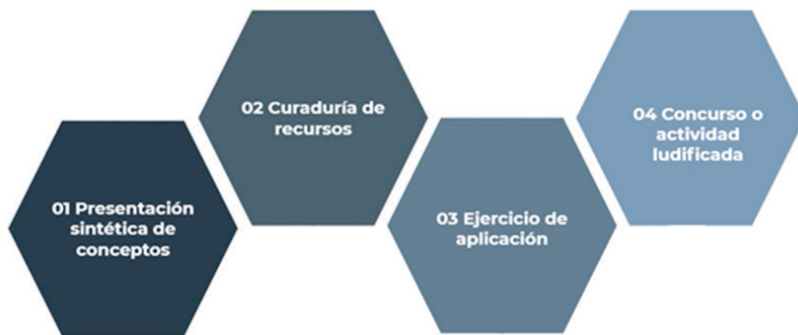 01 Presentación
sintética de
conceptos
02 Curaduría de
recursos
03 Ejercicio de
aplicación
04 Concurso o
actividad
ludificada